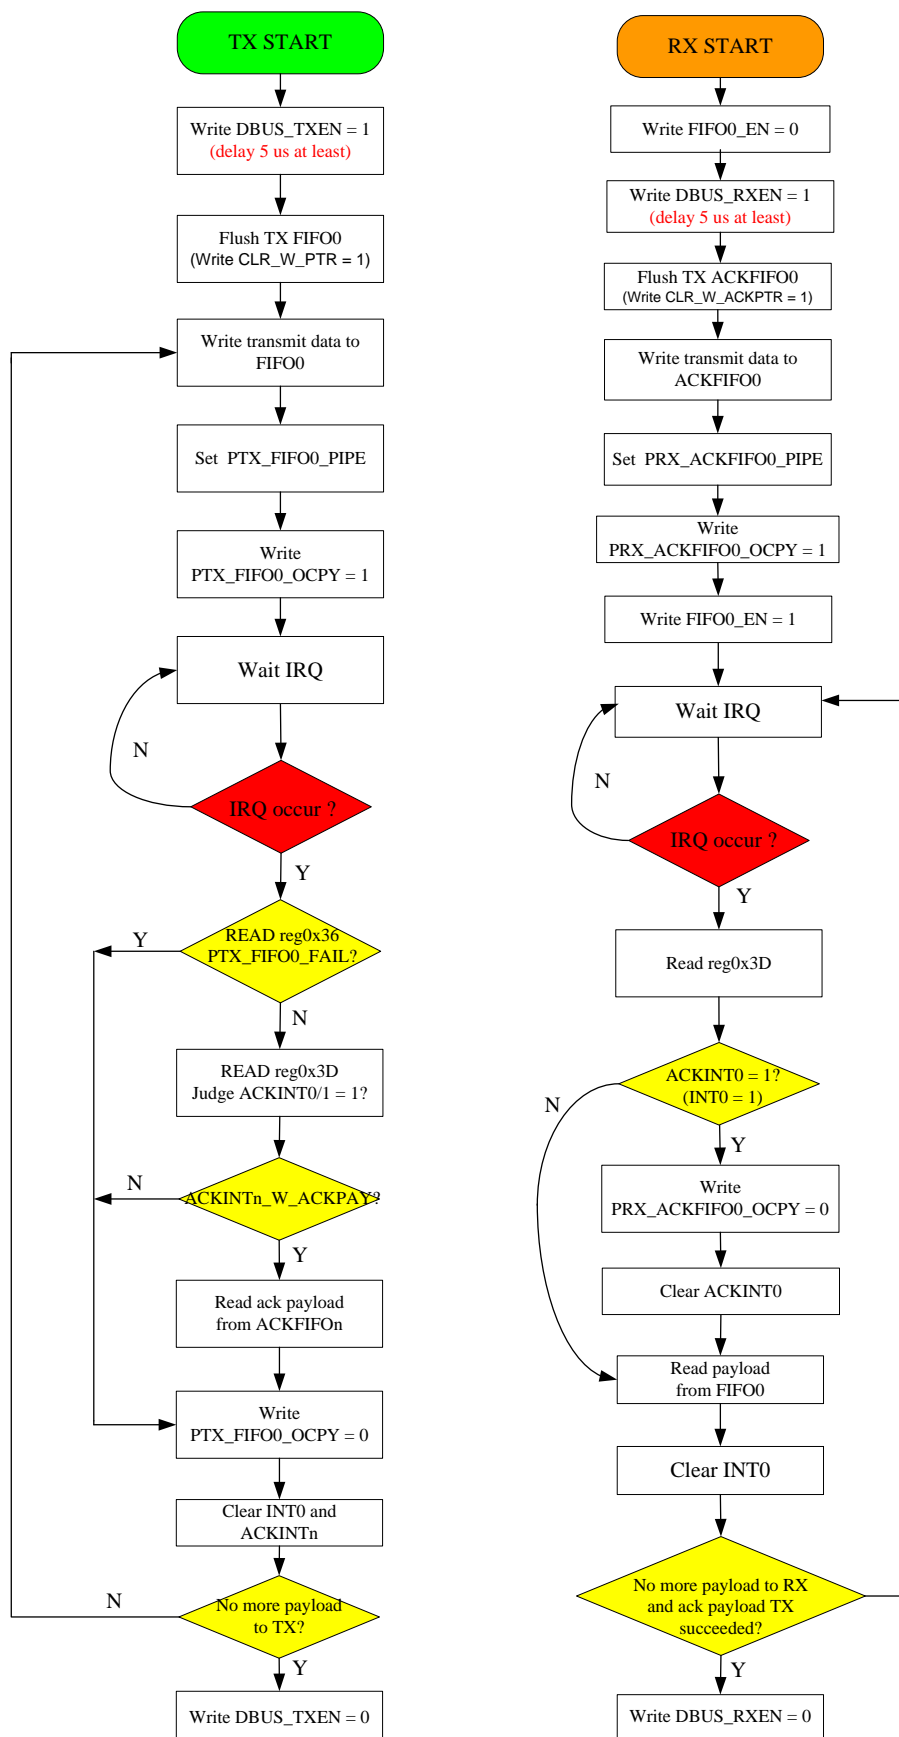 TX START
Write DBUS_TXEN = 1
(delay 5 us at least)
Flush TX FIFO0
(Write CLR_W_PTR = 1)
Write transmit data to
FIFO0
Set PTX_FIFO0_PIPE
Write
PTX_FIFO0_OCPY = 1
Wait IRQ
N
IRQ occur ?
Y
READ reg0x36
PTX_FIFO0_FAIL?
Y
N
READ reg0x3D
Judge ACKINT0/1 = 1?
ACKINTn_W_ACKPAY?
N
Y
Read ack payload
from ACKFIFOn
Write
PTX_FIFO0_OCPY = 0
Clear INT0 and
ACKINTn
No more payload
to TX?
N
Y
Write DBUS_TXEN = 0
RX START
Write FIFO0_EN = 0
Write DBUS_RXEN = 1
(delay 5 us at least)
Flush TX ACKFIFO0
(Write CLR_W_ACKPTR = 1)
Write transmit data to
ACKFIFO0
Set PRX_ACKFIFO0_PIPE
Write
PRX_ACKFIFO0_OCPY = 1
Write FIFO0_EN = 1
Wait IRQ
N
IRQ occur ?
Y
Read reg0x3D
ACKINT0 = 1?
(INT0 = 1)
N
Y
Write
PRX_ACKFIFO0_OCPY = 0
Clear ACKINT0
Read payload
from FIFO0
Clear INT0
No more payload to RX
and ack payload TX
succeeded?
Y
Write DBUS_RXEN = 0